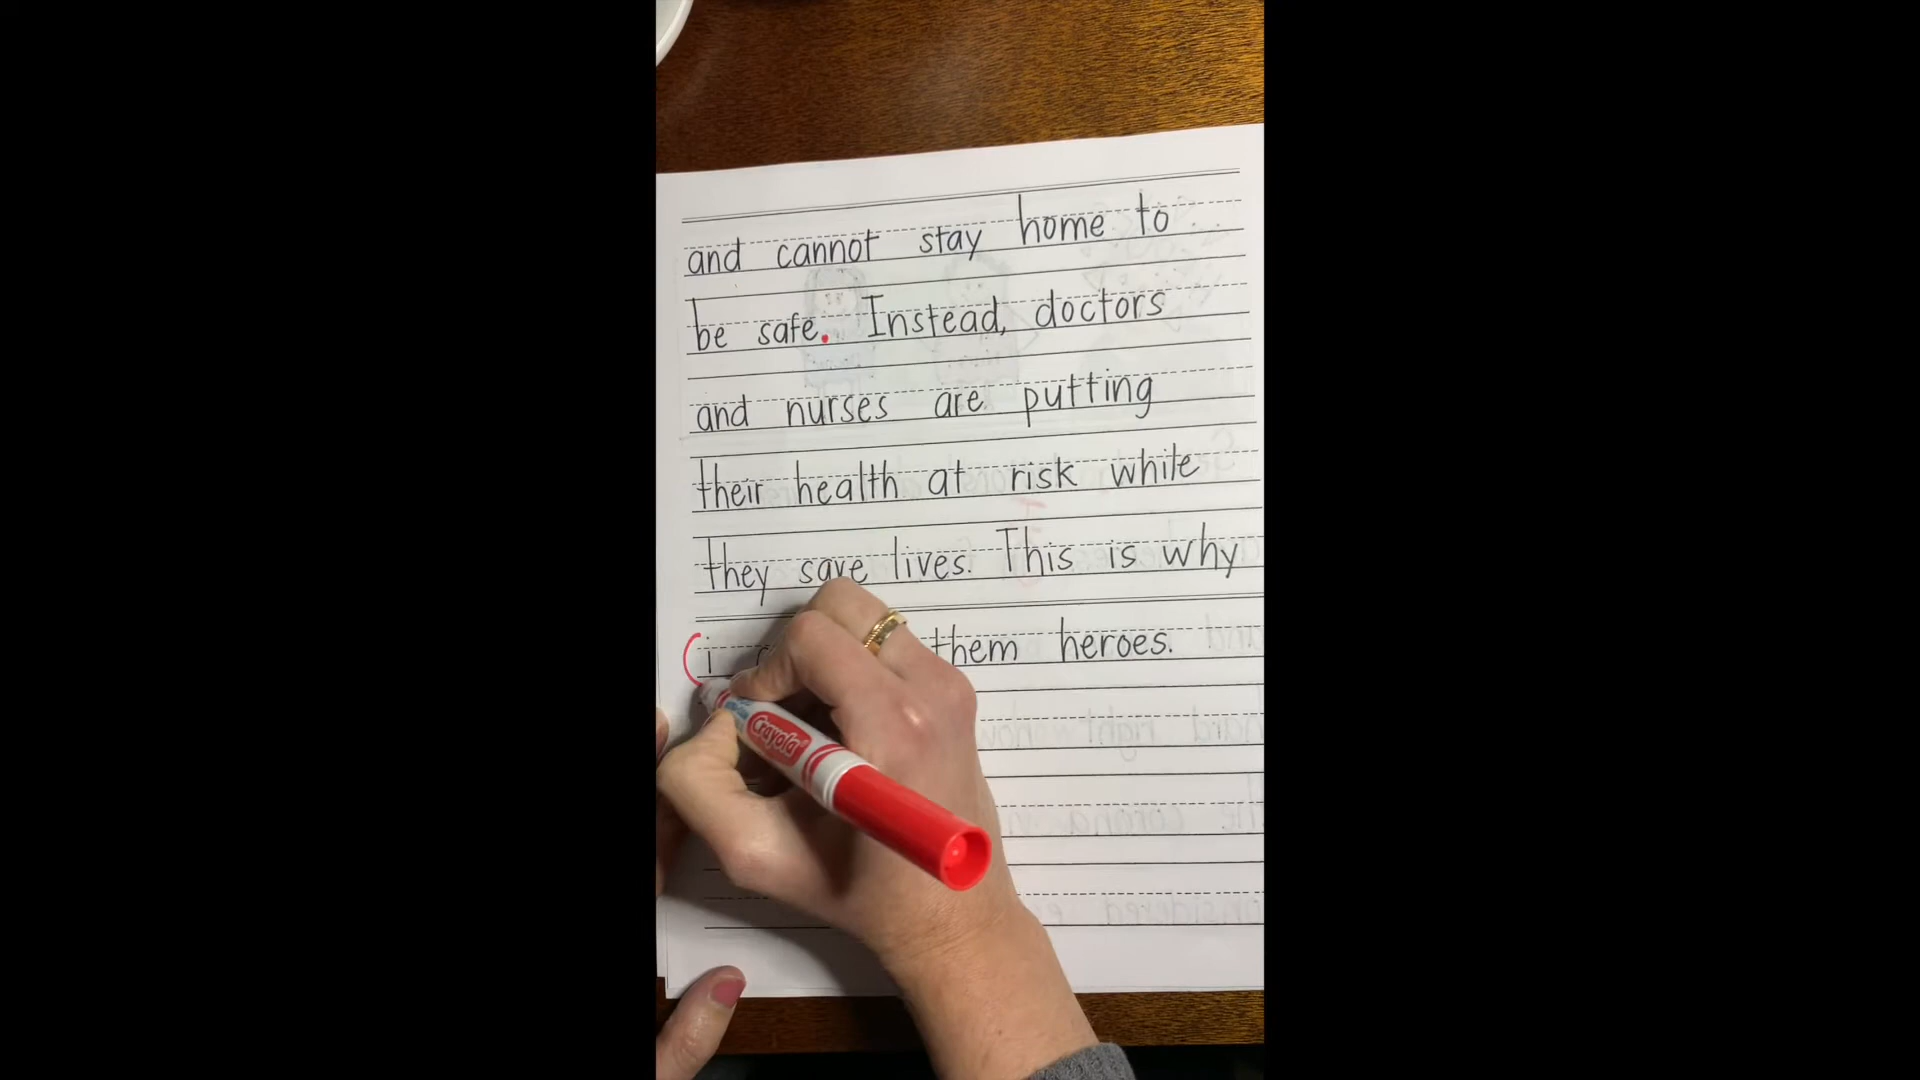 and cannot stay home to
be safe. Instead, doctors
and nurses are putting
their health at risk while
they save lives. This is why
i them heroes.
Crayola